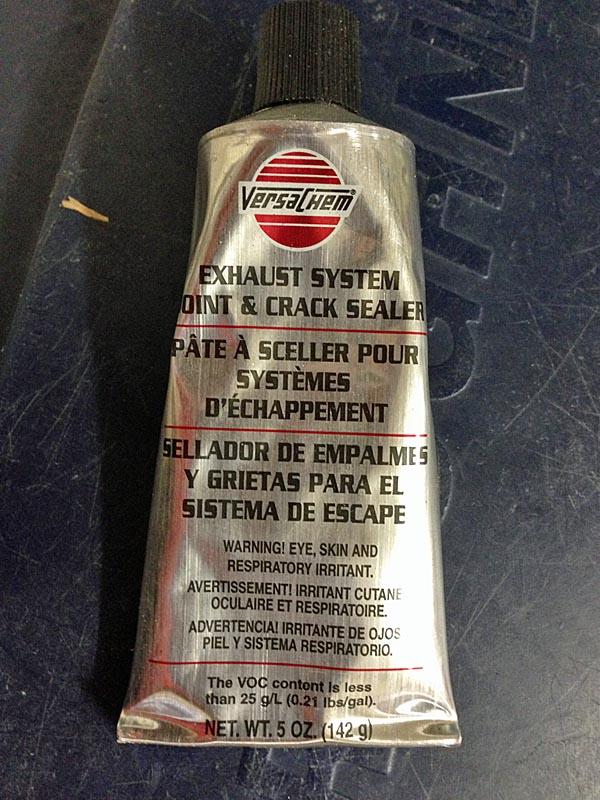 VERSACHEM®
EXHAUST SYSTEM
OINT & CRACK SEALER
PÂTE À SCELLER POUR
SYSTÈMES
D'ÉCHAPPEMENT
SELLADOR DE EMPALMES
Y GRIETAS PARA EL
SISTEMA DE ESCAPE
WARNING! EYE, SKIN AND
RESPIRATORY IRRITANT.
AVERTISSEMENT! IRRITANT CUTANE
OCULAIRE ET RESPIRATOIRE.
ADVERTENCIA! IRRITANTE DE OJOS
PIEL Y SISTEMA RESPIRATORIO.
The VOC content is less
than 25 g/L (0.21 lbs/gal).
NET. WT. 5 OZ. (142 g)